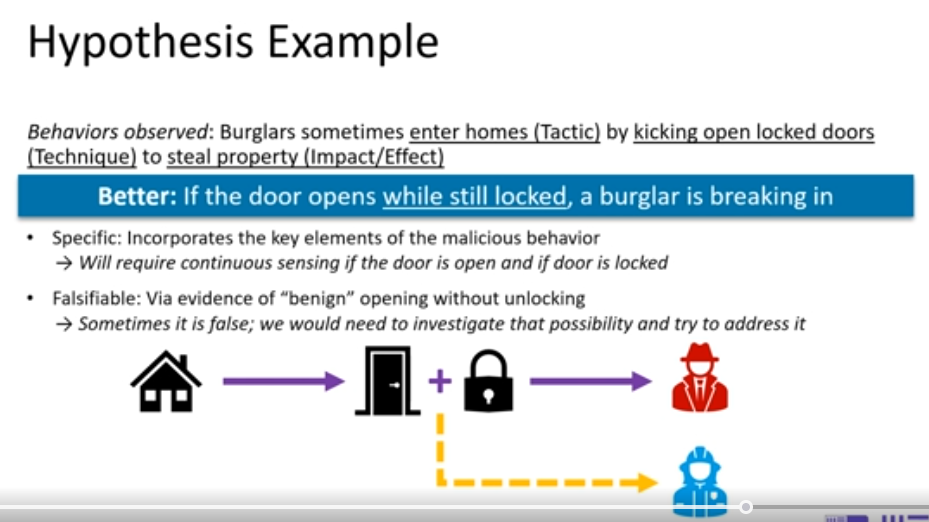 Hypothesis Example
Behaviors observed: Burglars sometimes enter homes (Tactic) by kicking open locked doors
(Technique) to steal property (Impact/Effect)
Better: If the door opens while still locked, a burglar is breaking in
• Specific: Incorporates the key elements of the malicious behavior
→ Will require continuous sensing if the door is open and if door is locked
• Falsifiable: Via evidence of “benign” opening without unlocking
→ Sometimes it is false; we would need to investigate that possibility and try to address it
+